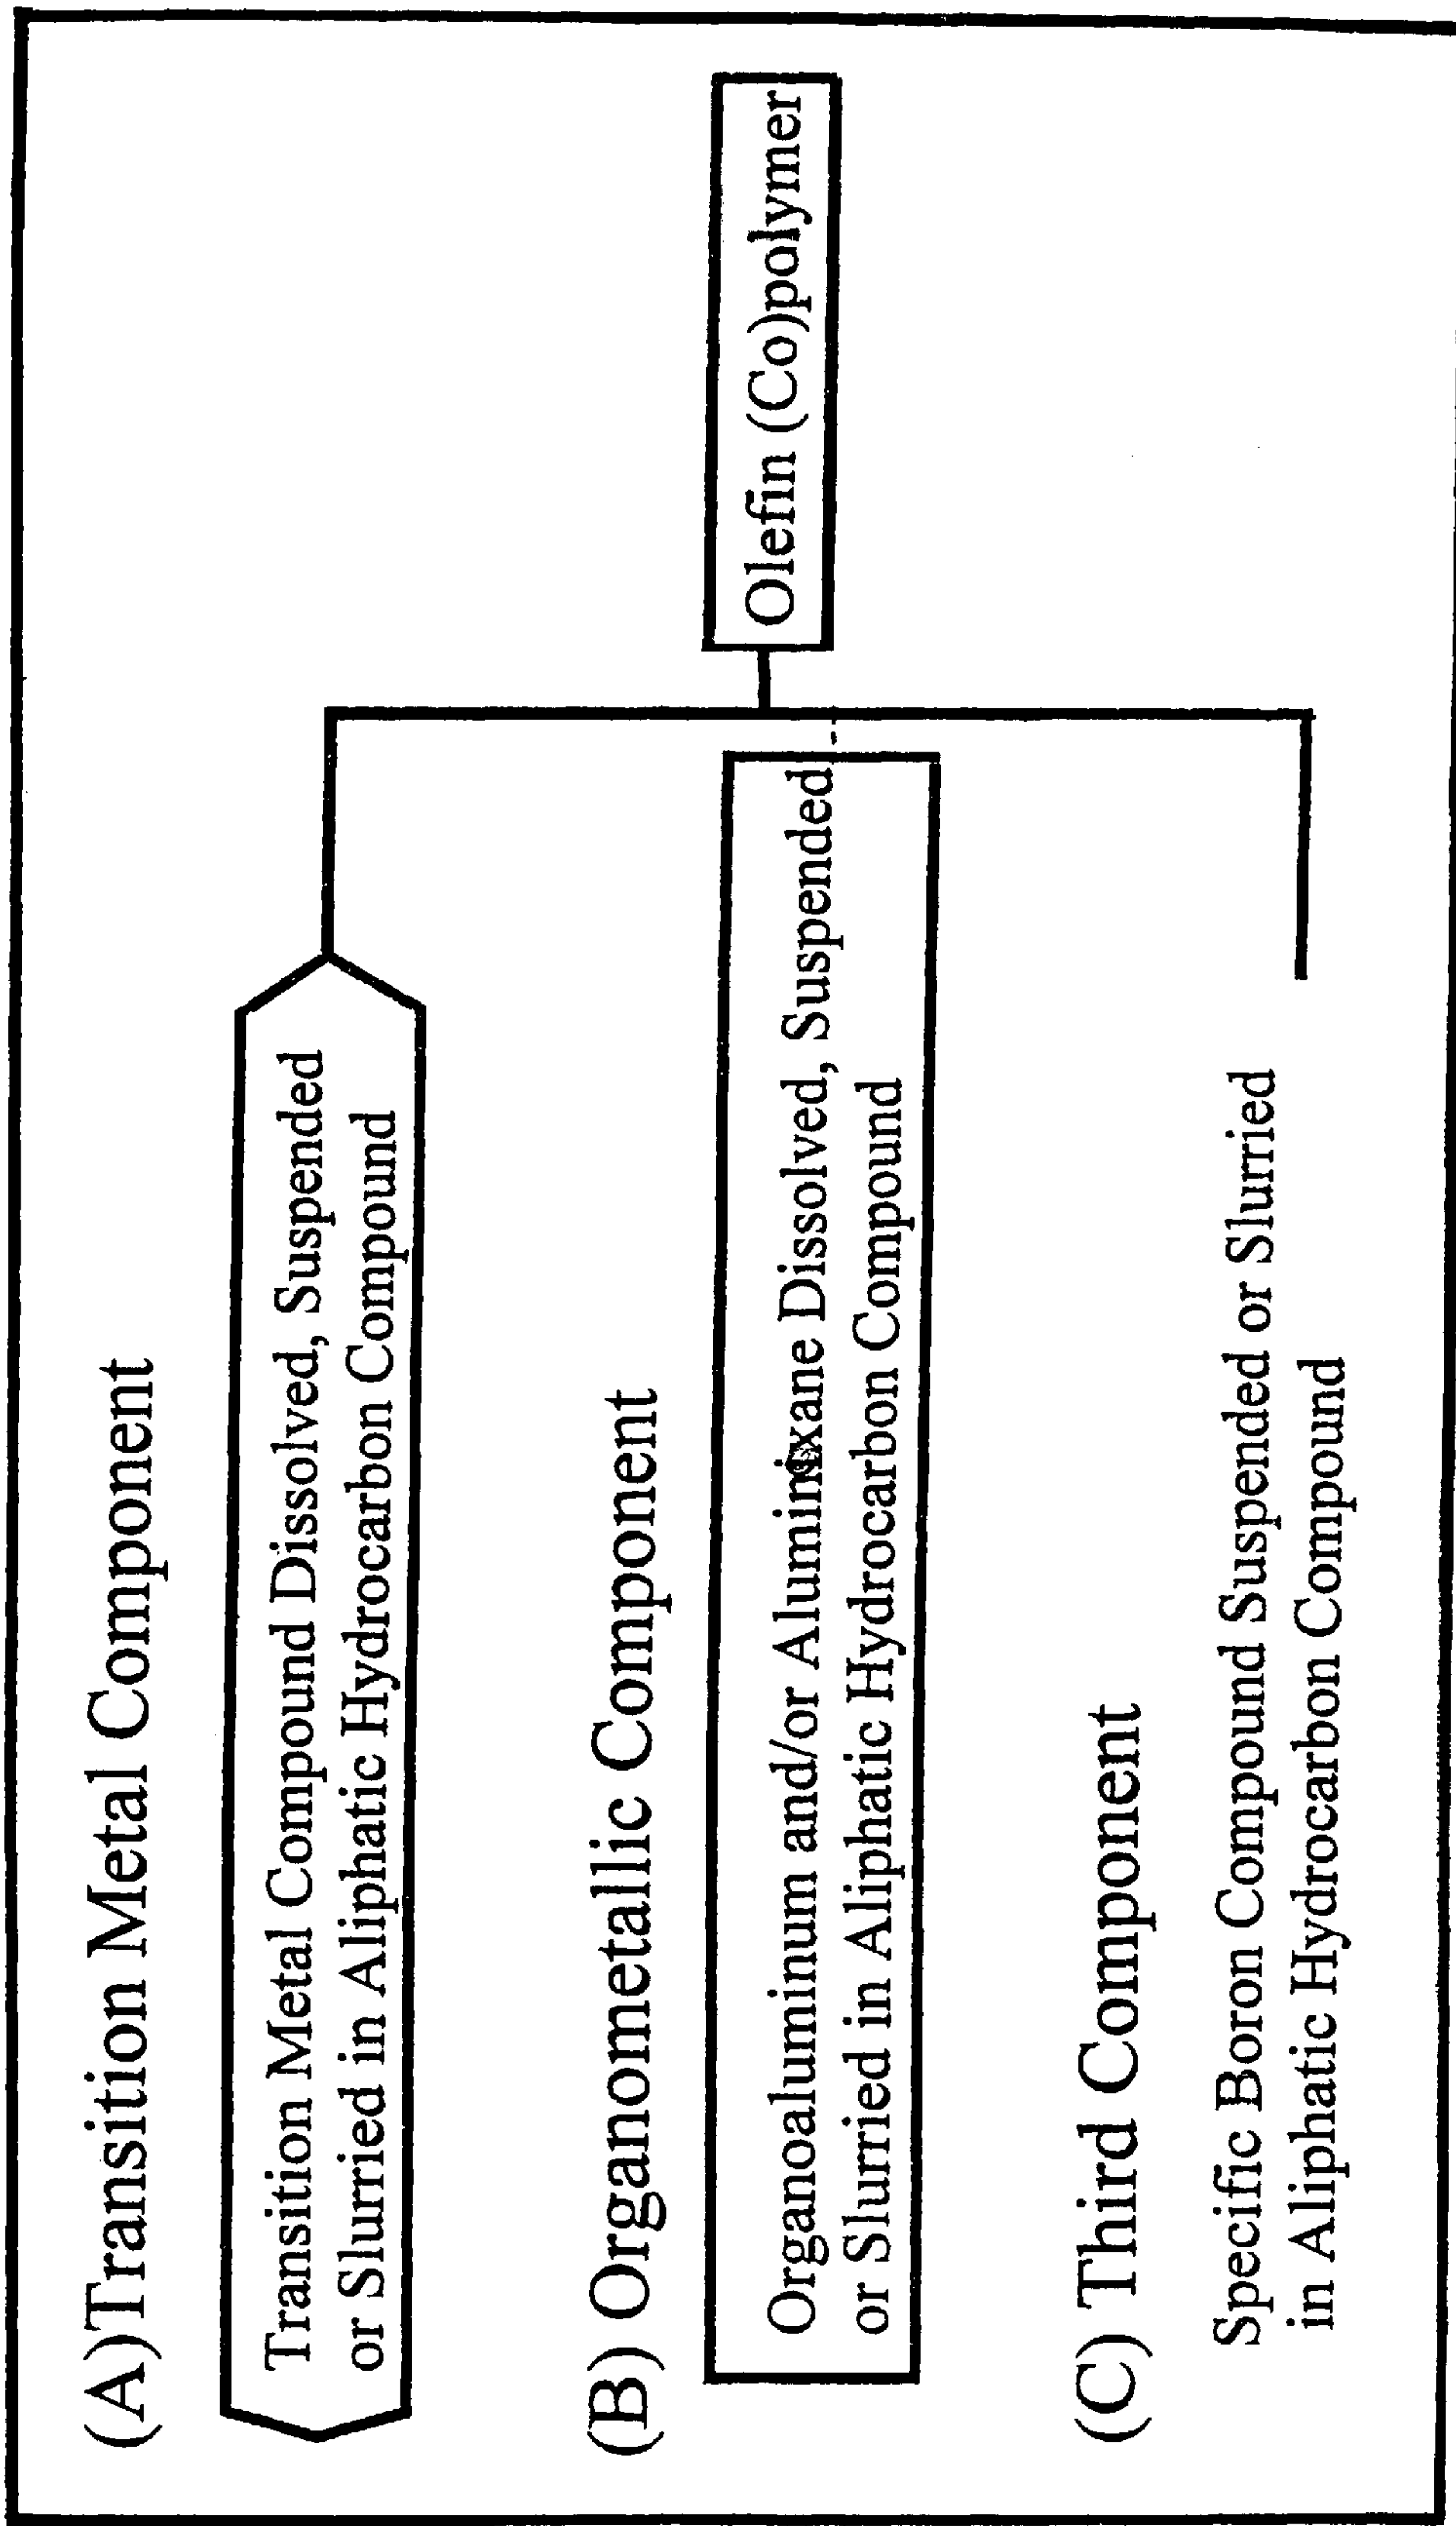 (A)Transition Metal Component
Transition Metal Compound Dissolved, Suspended
or Slurried in Aliphatic Hydrocarbon Compound
(B) Organometallic Component
Organoaluminum and/or Aluminoxane Dissolved, Suspended
or Slurried in Aliphatic Hydrocarbon Compound
(C) Third Component
Specific Boron Compound Suspended or Slurried
in Aliphatic Hydrocarbon Compound
Olefin (Co)polymer